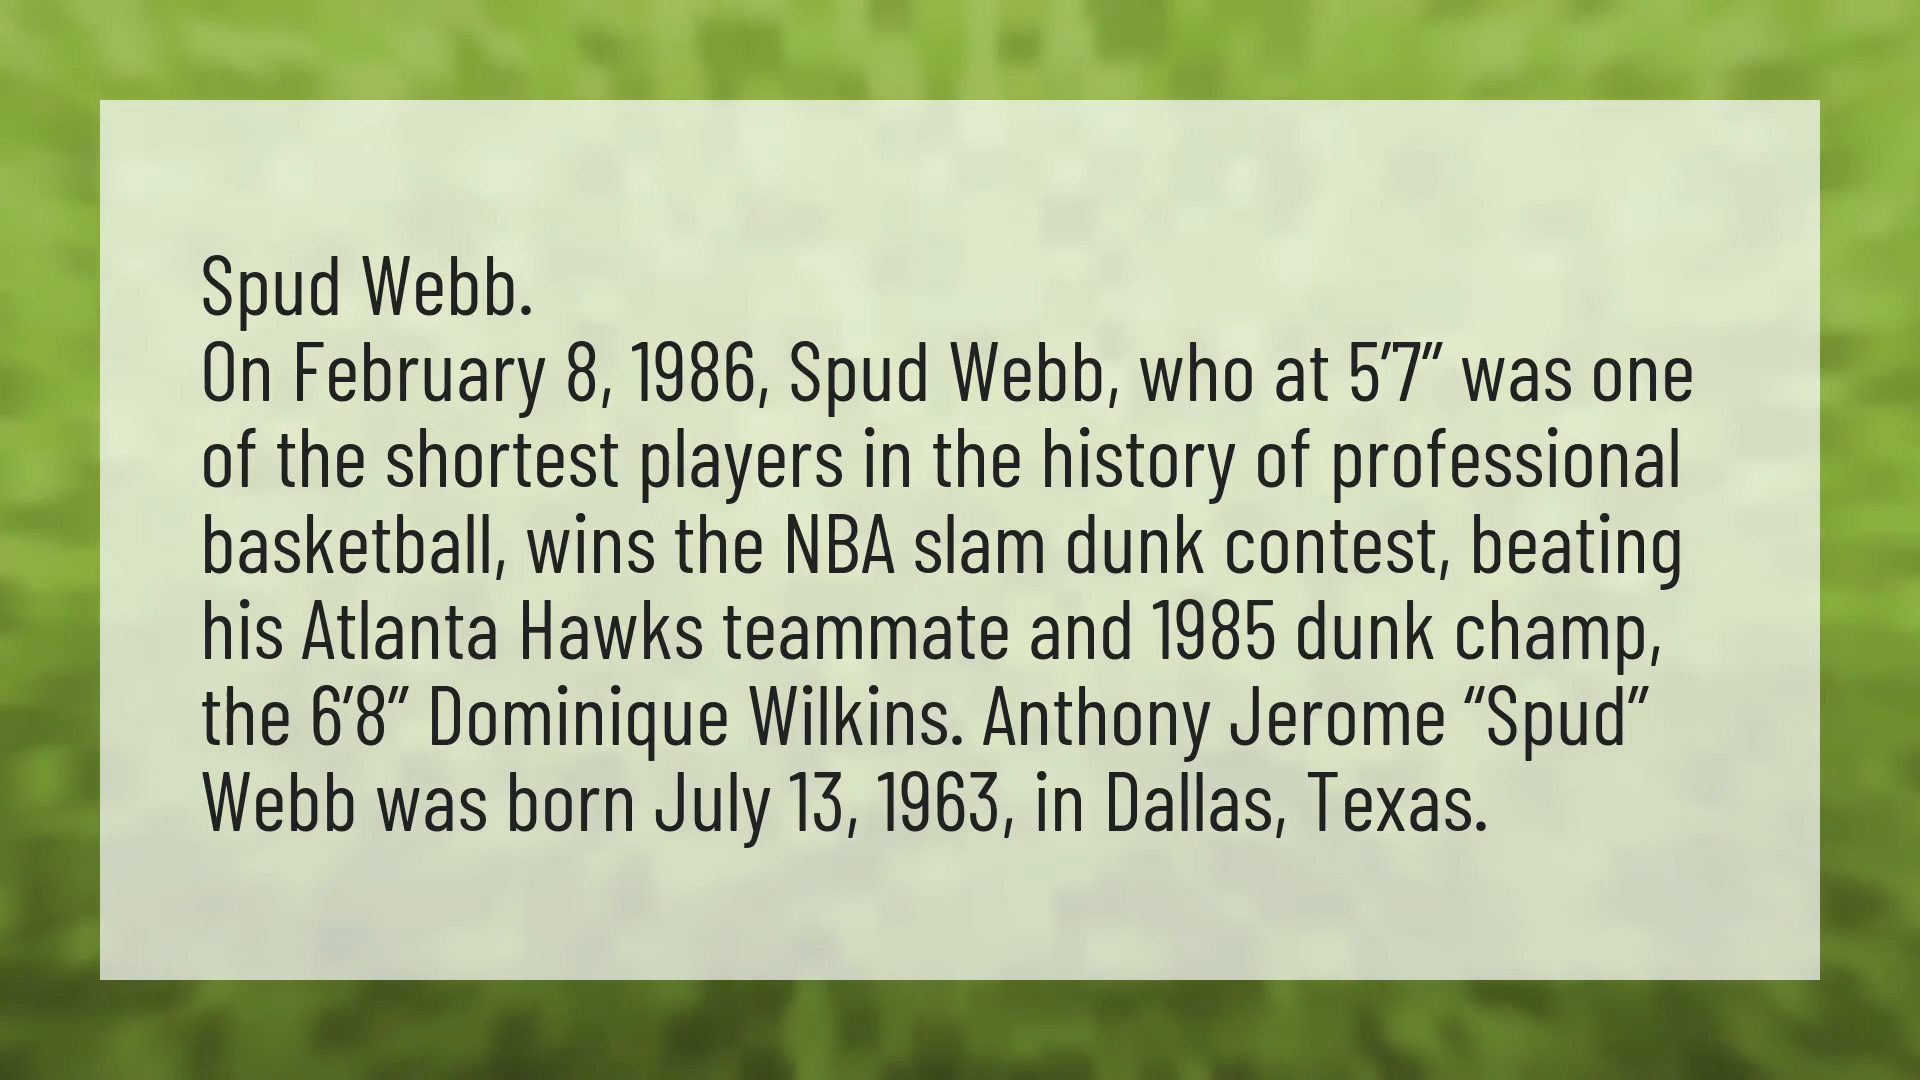 Spud Webb.
On February 8, 1986, Spud Webb, who at 5’7” was one
of the shortest players in the history of professional
basketball, wins the NBA slam dunk contest, beating
his Atlanta Hawks teammate and 1985 dunk champ,
the 6’8” Dominique Wilkins. Anthony Jerome “Spud”
Webb was born July 13, 1963, in Dallas, Texas.